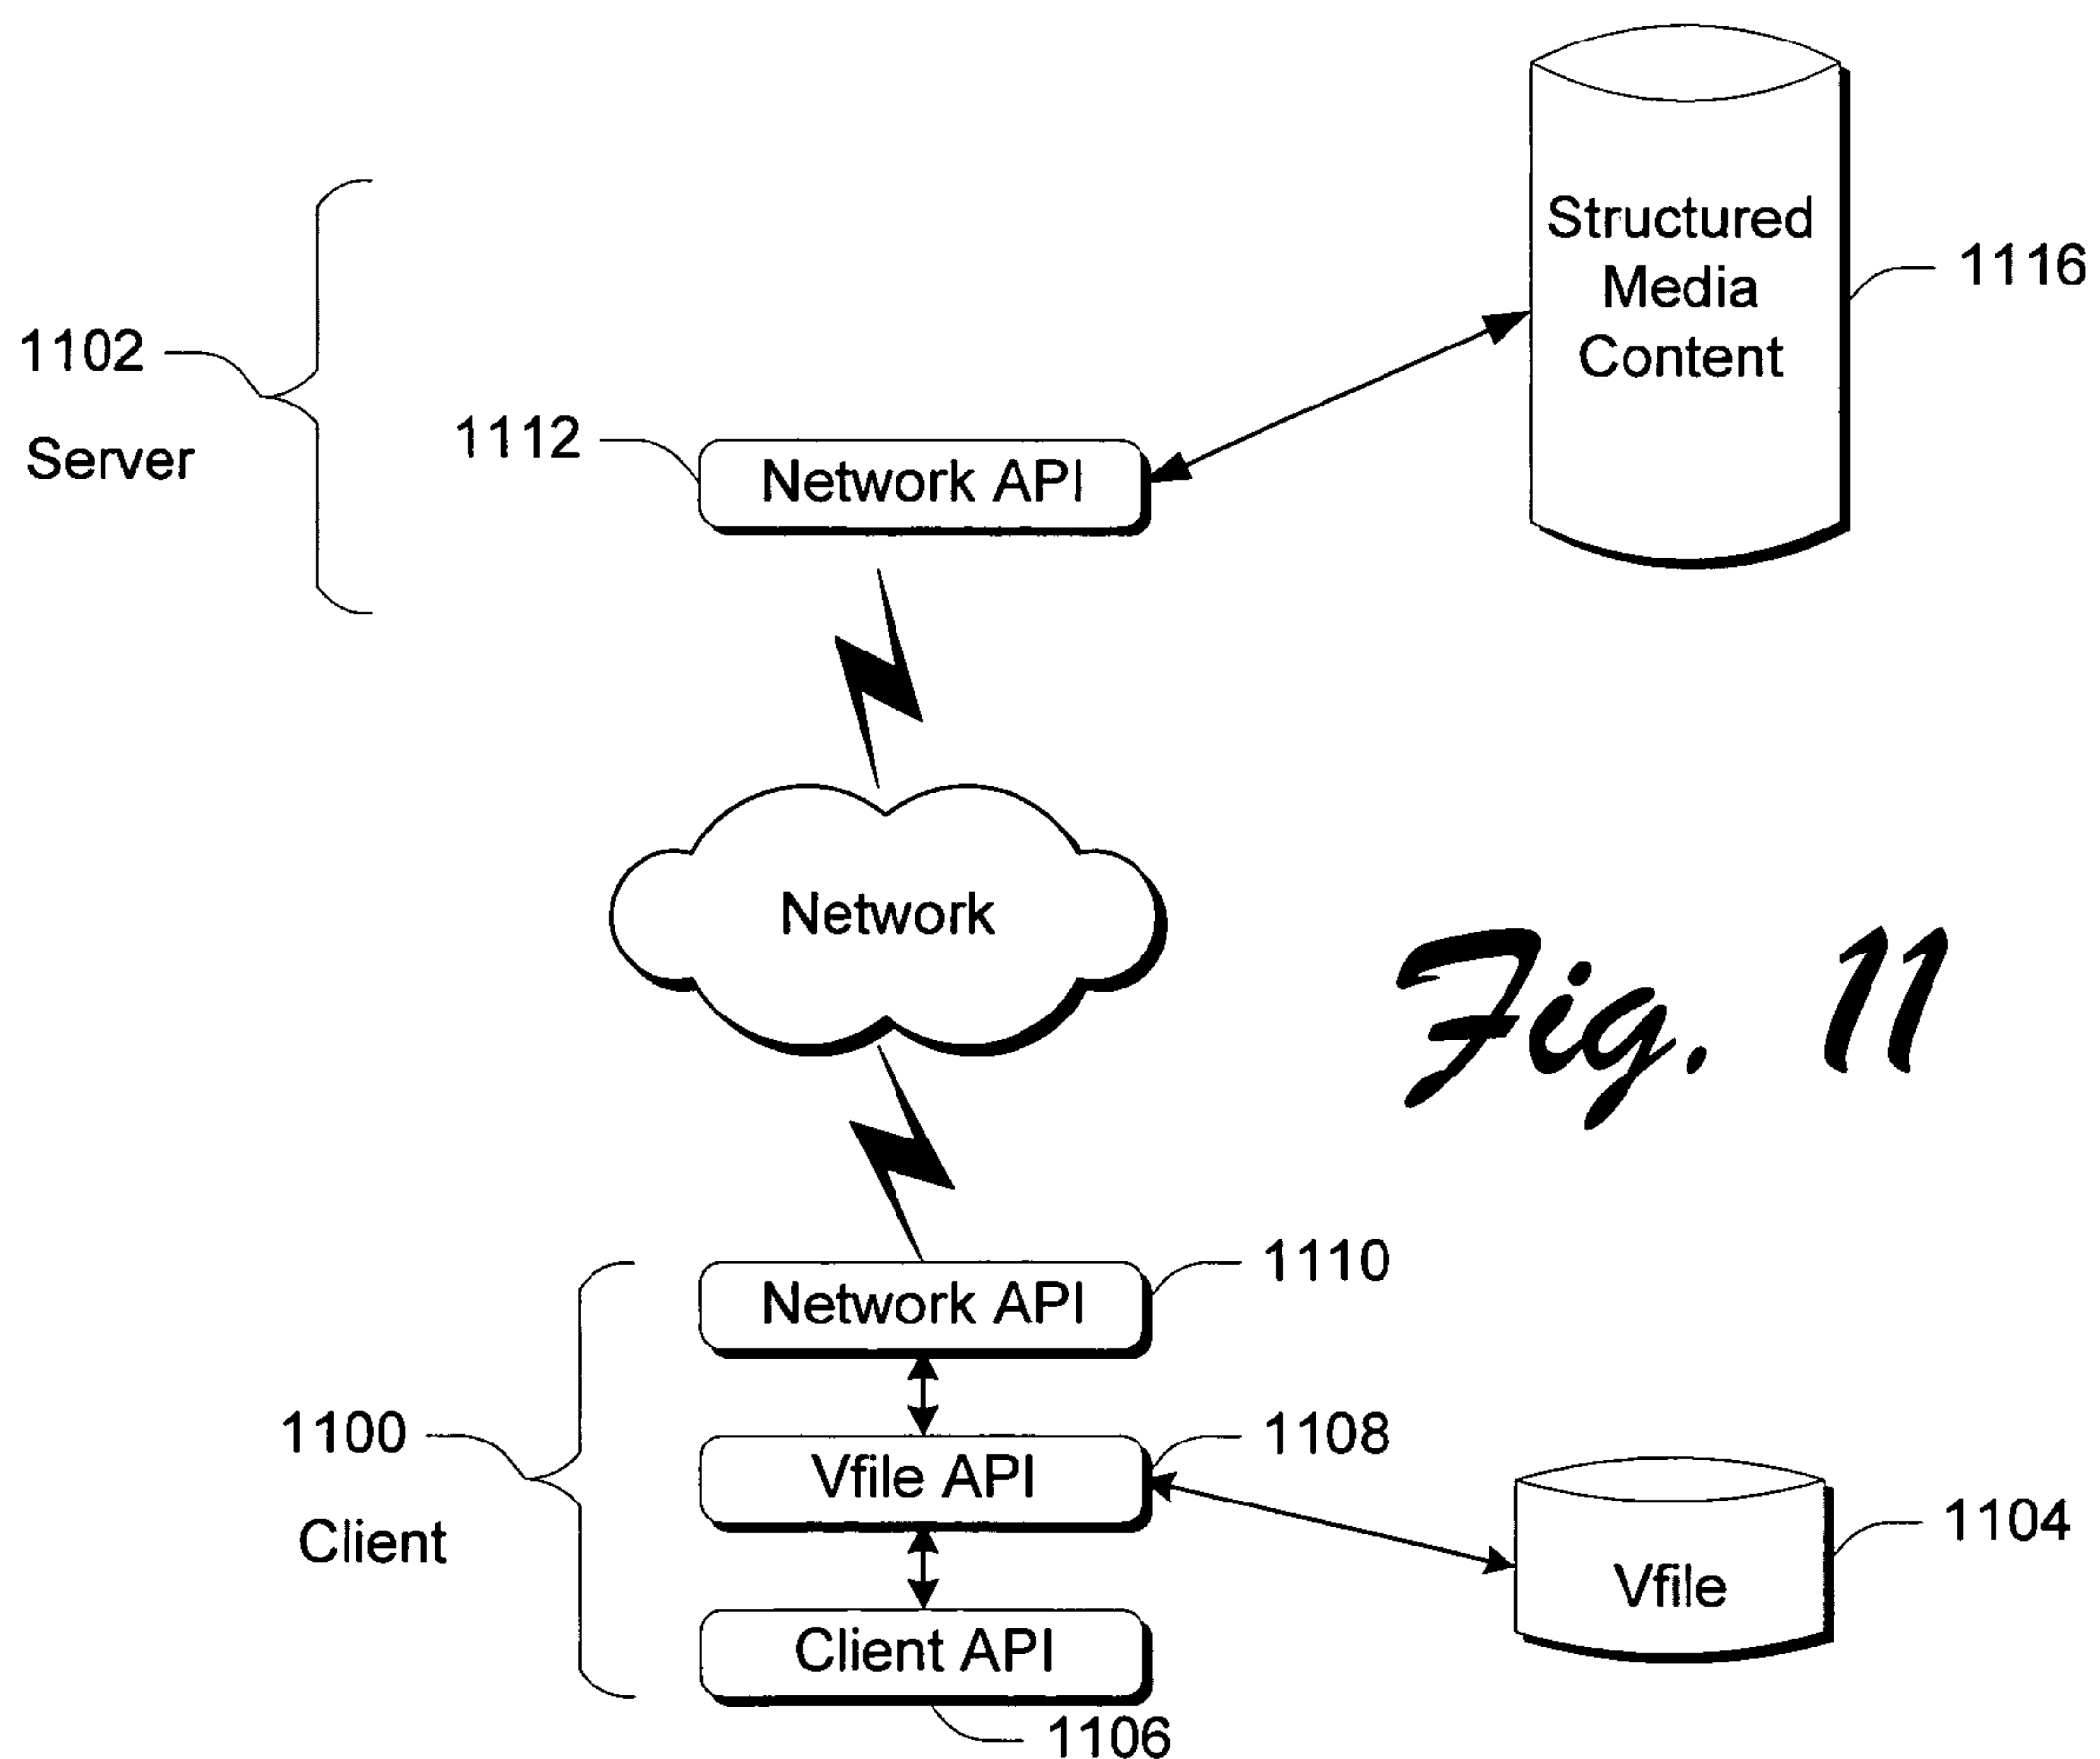 Structured
Media
Content
1116
1102
Server
1112
Network API
Network
Fig. 11
Network API
1110
1100
Client
Vfile API
1108
Vfile
1104
Client API
1106